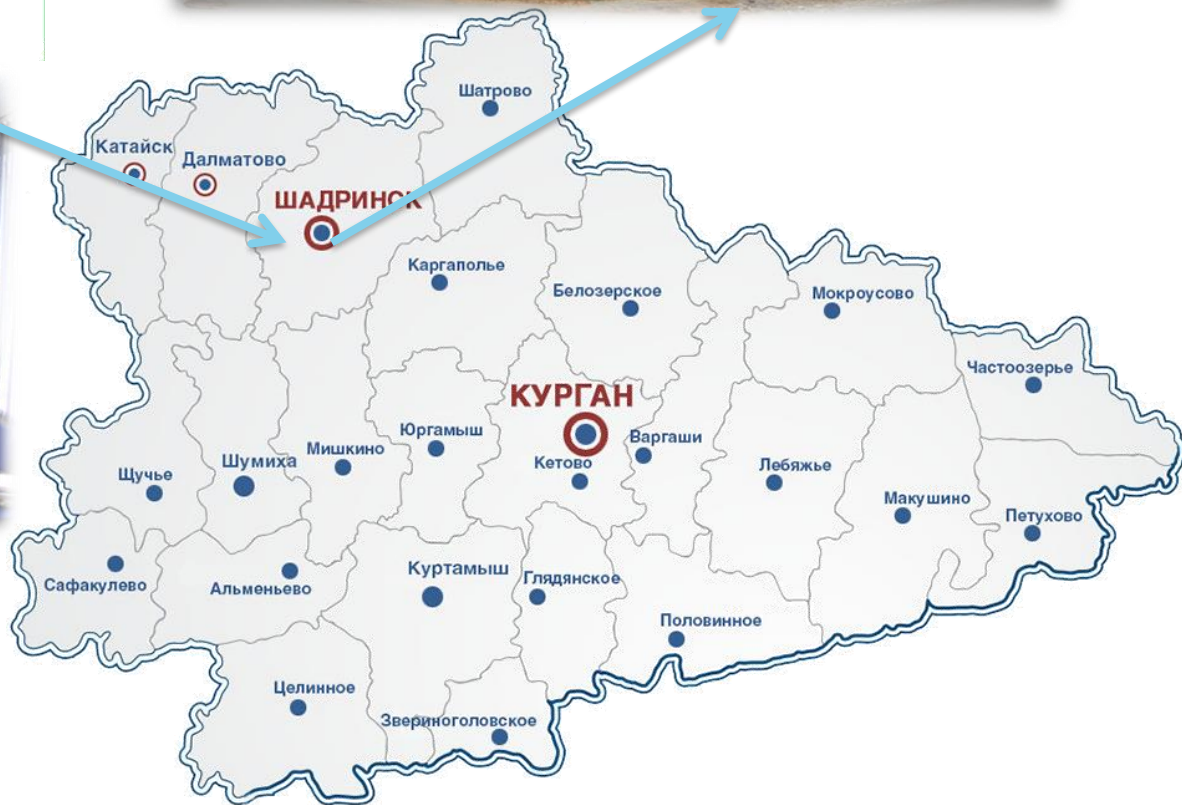 Шатрово
Катайск
Далматово
ШАДРИНСК
Каргаполье
Белозерское
Мокроусово
Частоозерье
КУРГАН
Юргамыш
Варгаши
Мишкино
Шумиха
Кетово
Лебяжье
Щучье
Макушино
Петухово
Сафакулево
Альменьево
Куртамыш
Глядянское
Половинное
Целинное
Звериноголовское